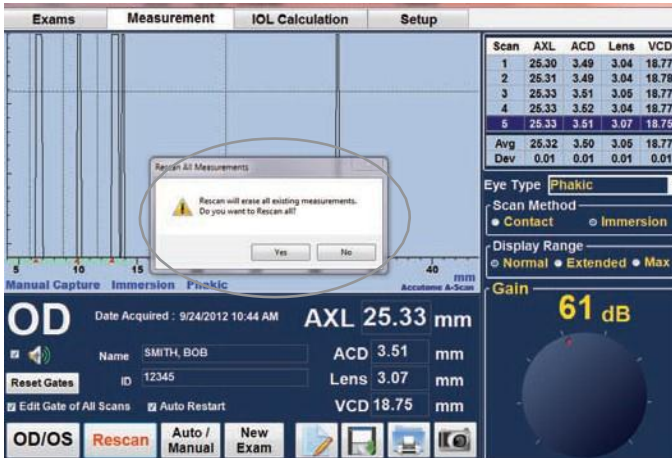 Exams Measurement IOL Calculation Setup
Scan AXL ACD Lens VCD
1 25.30 3.49 3.04 18.77
2 25.31 3.49 3.04 18.78
3 25.33 3.51 3.05 18.77
4 25.33 3.52 3.04 18.77
5 25.33 3.51 3.07 18.75
Avg 25.32 3.50 3.05 18.77
Dev 0.01 0.01 0.01 0.01
Rescan All Measurements
Rescan will erase all existing measurements.
Do you want to Rescan all?
Yes No
5 10 15 40 mm
Manual Capture Immersion Phakic Accutome A-Scan
Eye Type Phakic
Scan Method
Contact Immersion
Display Range
Normal Extended Max
Gain
61 dB
OD Date Acquired : 9/24/2012 10:44 AM AXL 25.33 mm
Name SMITH, BOB ACD 3.51 mm
Reset Gates ID 12345 Lens 3.07 mm
Edit Gate of All Scans Auto Restart VCD 18.75 mm
OD/OS Rescan Auto / Manual New Exam